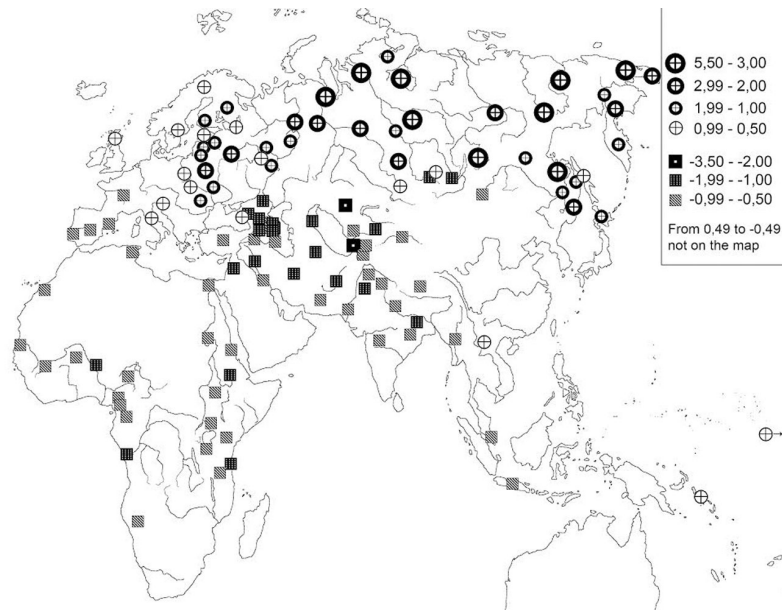 5,50 - 3,00
2,99 - 2,00
1,99 - 1,00
0,99 - 0,50
-3.50 - -2,00
-1,99 - -1,00
-0,99 - -0,50
From 0,49 to -0,49
not on the map